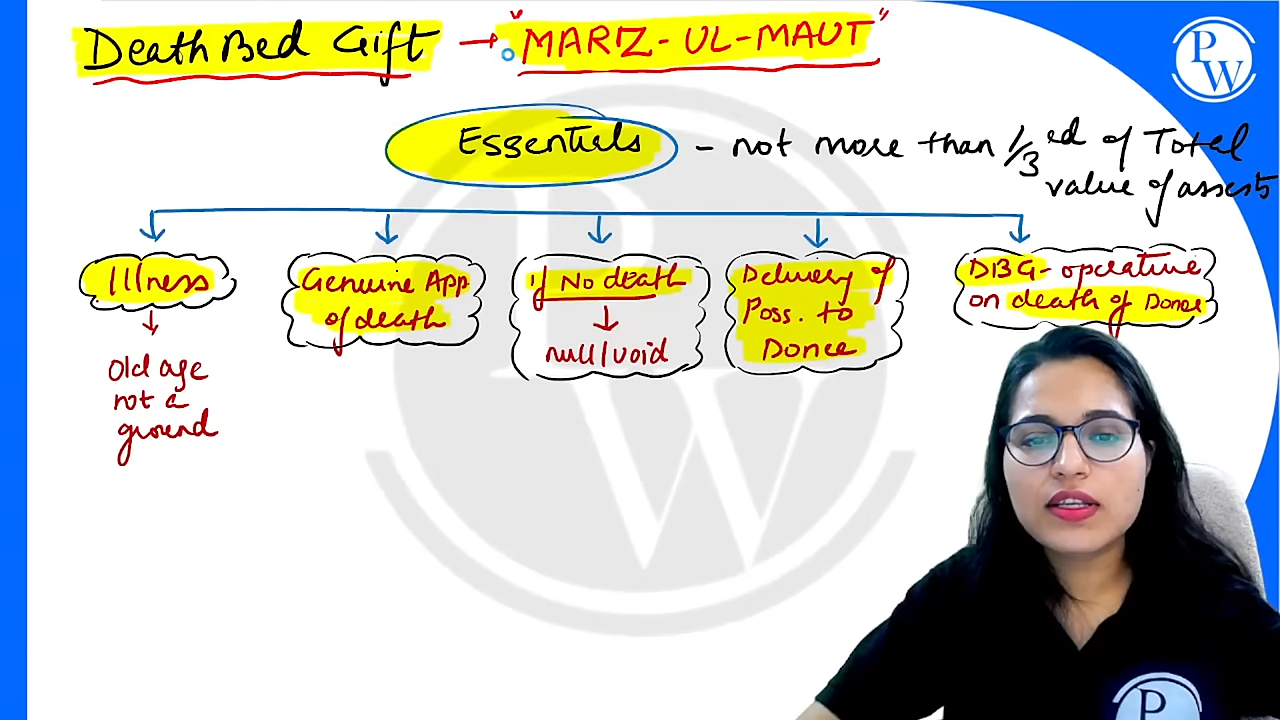 Death Bed Gift → "MARZ-UL-MAUT"
PW
Essentials - not more than 1/3rd of Total
value of assests
Illness
Old age
not a
ground
Genuine App.
of death
if No death
null/void
Delivery of
Poss. to
Donee
DBG- operative
on death of Donor
PW
P